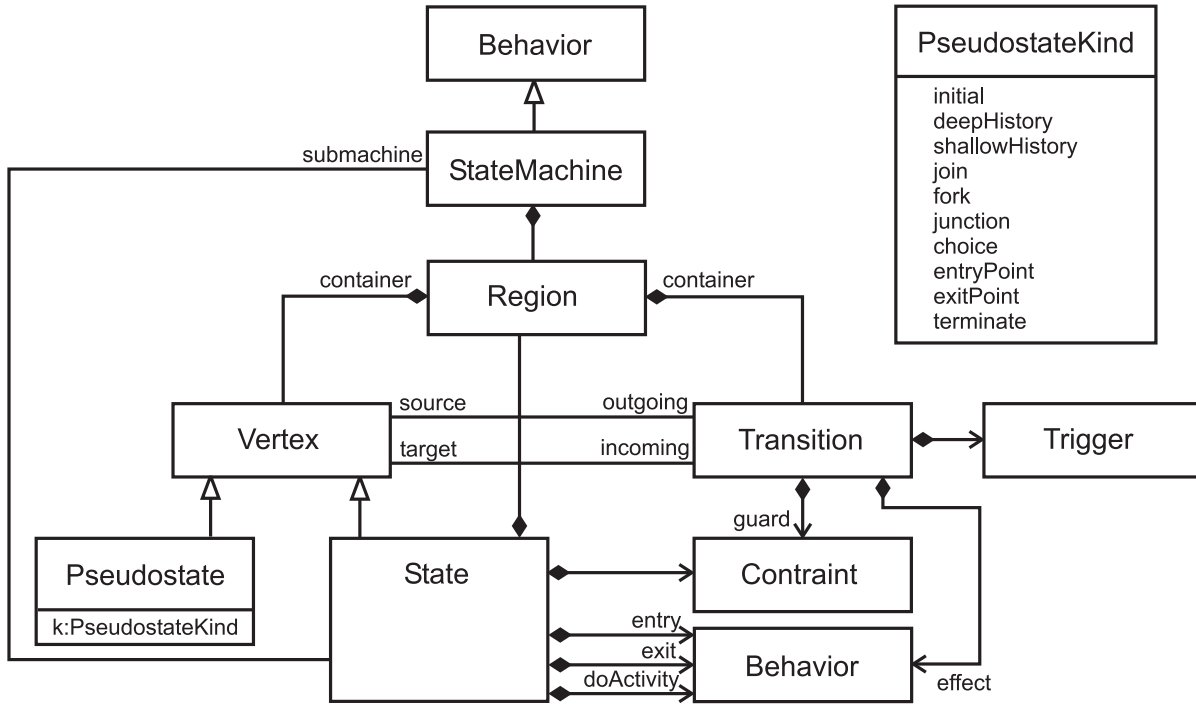 Behavior
PseudostateKind
initial
deepHistory
shallowHistory
join
fork
junction
choice
entryPoint
exitPoint
terminate
submachine
StateMachine
container
Region
container
Vertex
source
outgoing
target
incoming
Transition
Trigger
guard
Pseudostate
k:PseudostateKind
State
Contraint
entry
exit
doActivity
Behavior
effect